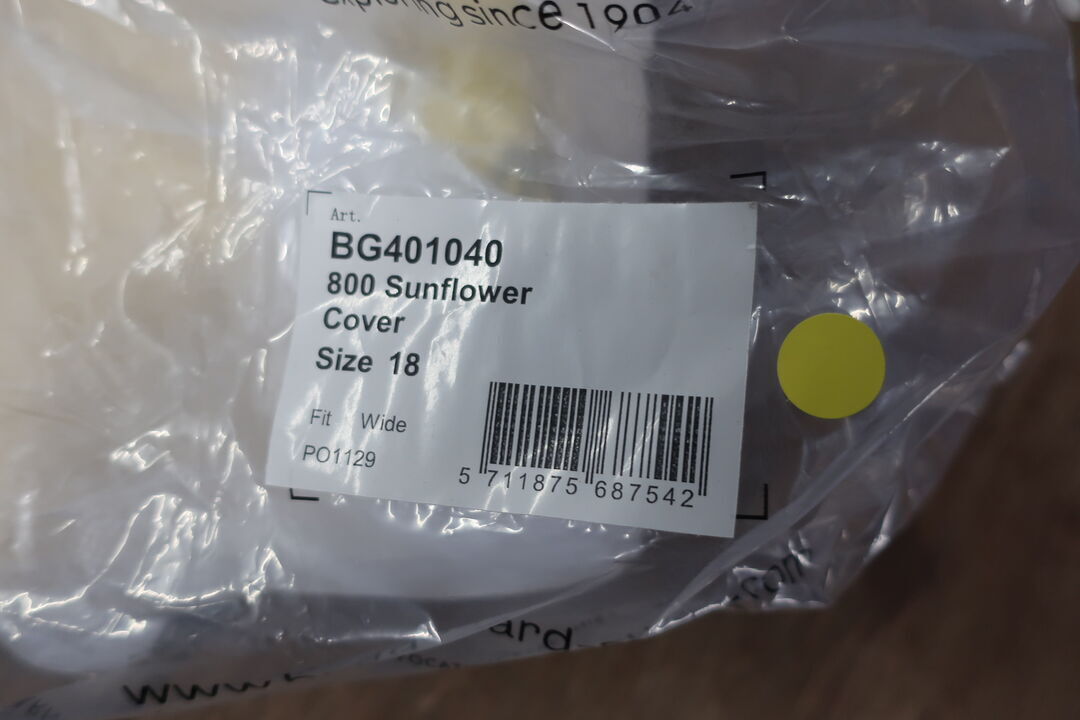 exploring since 1904
Art.
BG401040
800 Sunflower
Cover
Size 18
Fit Wide
PO1129
5 711875 687542